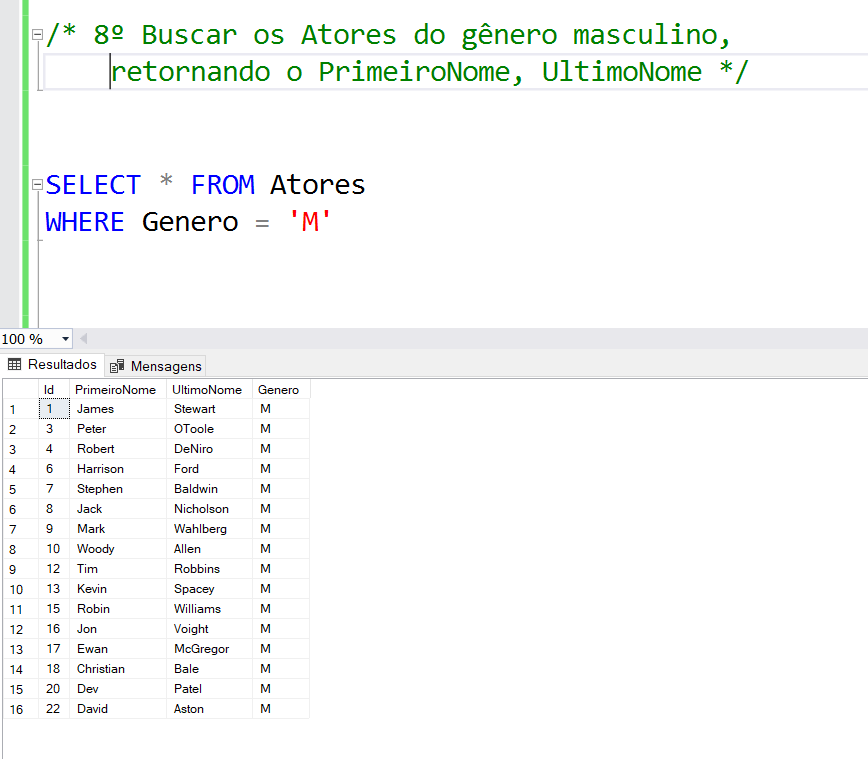 /* 8º Buscar os Atores do gênero masculino,
retornando o PrimeiroNome, UltimoNome */
SELECT * FROM Atores
WHERE Genero = 'M'
100 %
Resultados Mensagens
Id PrimeiroNome UltimoNome Genero
1 1 James Stewart M
2 3 Peter OToole M
3 4 Robert DeNiro M
4 6 Harrison Ford M
5 7 Stephen Baldwin M
6 8 Jack Nicholson M
7 9 Mark Wahlberg M
8 10 Woody Allen M
9 12 Tim Robbins M
10 13 Kevin Spacey M
11 15 Robin Williams M
12 16 Jon Voight M
13 17 Ewan McGregor M
14 18 Christian Bale M
15 20 Dev Patel M
16 22 David Aston M